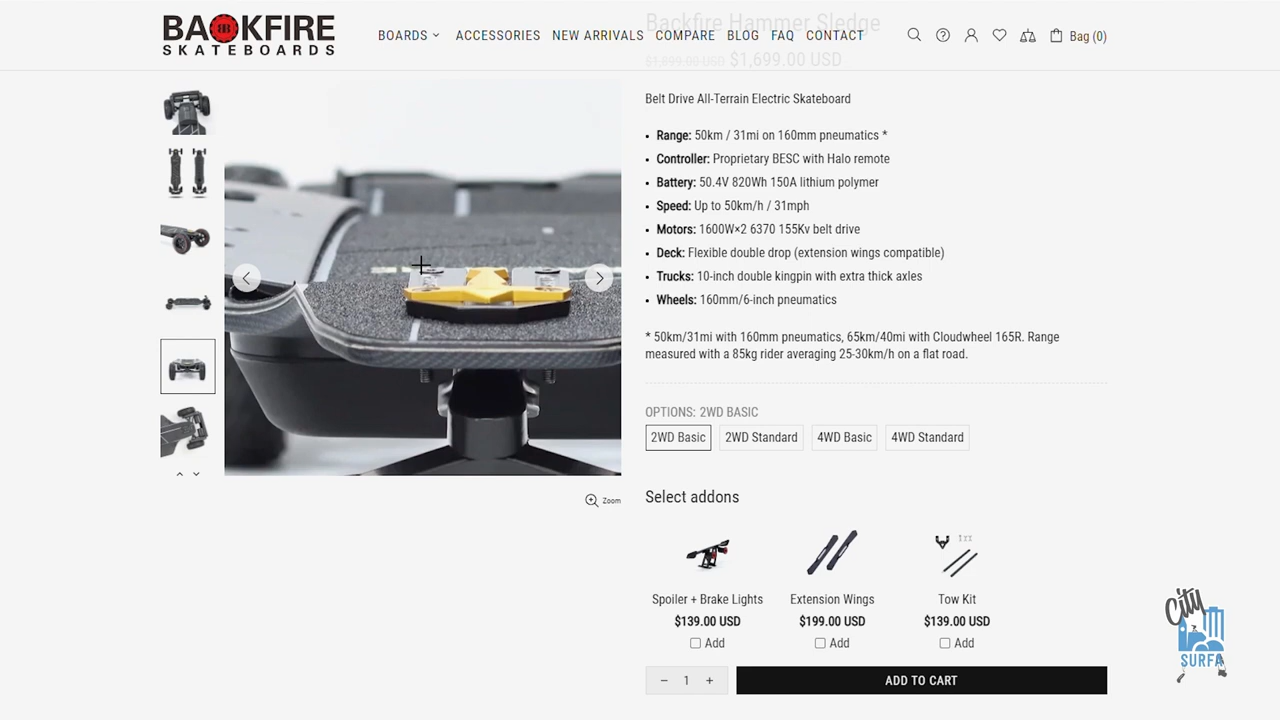 BACKFIRE
SKATEBOARDS
BOARDS
ACCESSORIES
NEW ARRIVALS
COMPARE
BLOG
FAQ
CONTACT
Bag (0)
Backfire Hammer Sledge
$1,899.00 USD $1,699.00 USD
Belt Drive All-Terrain Electric Skateboard
• Range: 50km / 31mi on 160mm pneumatics *
• Controller: Proprietary BESC with Halo remote
• Battery: 50.4V 820Wh 150A lithium polymer
• Speed: Up to 50km/h / 31mph
• Motors: 1600W×2 6370 155Kv belt drive
• Deck: Flexible double drop (extension wings compatible)
• Trucks: 10-inch double kingpin with extra thick axles
• Wheels: 160mm/6-inch pneumatics
* 50km/31mi with 160mm pneumatics, 65km/40mi with Cloudwheel 165R. Range
measured with a 85kg rider averaging 25-30km/h on a flat road.
OPTIONS: 2WD BASIC
2WD Basic
2WD Standard
4WD Basic
4WD Standard
Zoom
Select addons
Spoiler + Brake Lights
$139.00 USD
Add
Extension Wings
$199.00 USD
Add
Tow Kit
$139.00 USD
Add
− 1 +
ADD TO CART
City
SURFA